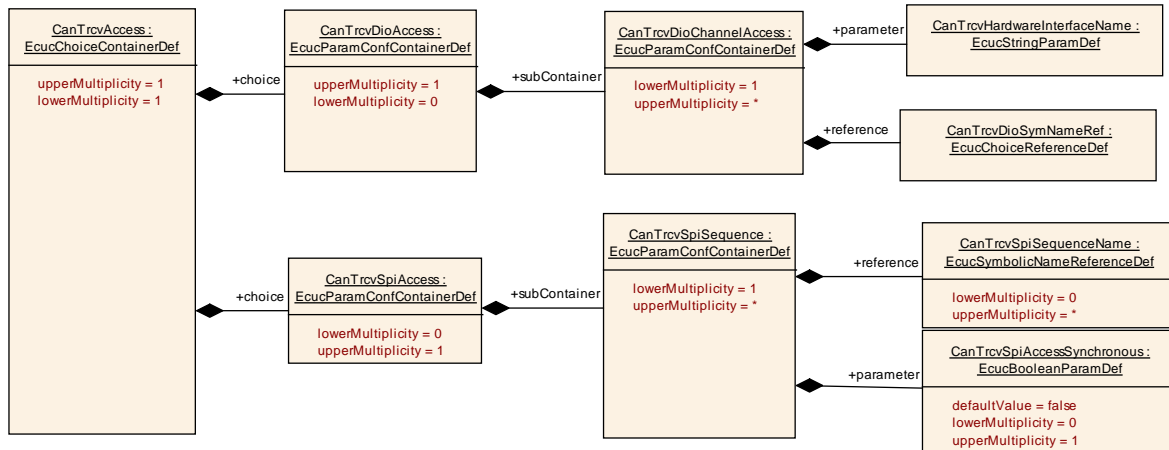 CanTrcvAccess :
EcucChoiceContainerDef
upperMultiplicity = 1
lowerMultiplicity = 1
+choice
CanTrcvDioAccess :
EcucParamConfContainerDef
upperMultiplicity = 1
lowerMultiplicity = 0
+subContainer
CanTrcvDioChannelAccess :
EcucParamConfContainerDef
lowerMultiplicity = 1
upperMultiplicity = *
+parameter
CanTrcvHardwareInterfaceName :
EcucStringParamDef
+reference
CanTrcvDioSymNameRef :
EcucChoiceReferenceDef
+choice
CanTrcvSpiAccess :
EcucParamConfContainerDef
lowerMultiplicity = 0
upperMultiplicity = 1
+subContainer
CanTrcvSpiSequence :
EcucParamConfContainerDef
lowerMultiplicity = 1
upperMultiplicity = *
+reference
CanTrcvSpiSequenceName :
EcucSymbolicNameReferenceDef
lowerMultiplicity = 0
upperMultiplicity = *
+parameter
CanTrcvSpiAccessSynchronous :
EcucBooleanParamDef
defaultValue = false
lowerMultiplicity = 0
upperMultiplicity = 1